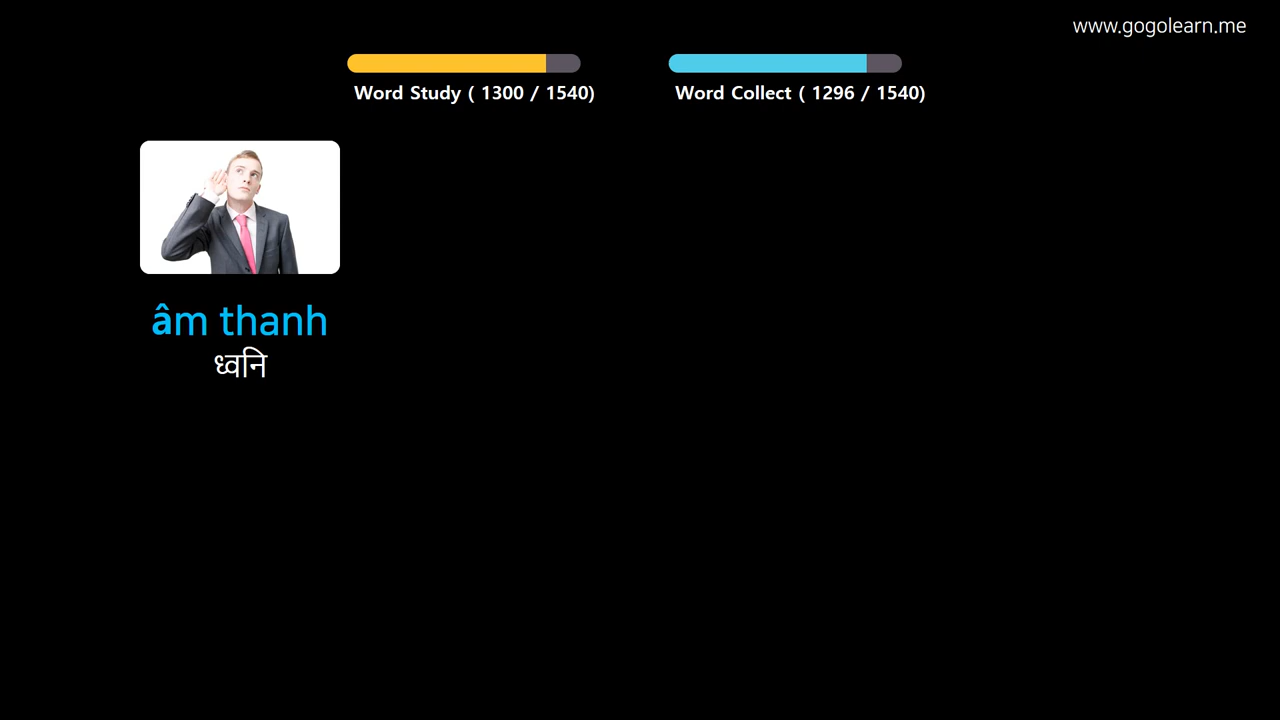 www.gogolearn.me
Word Study ( 1300 / 1540)
Word Collect ( 1296 / 1540)
âm thanh
ध्वनि